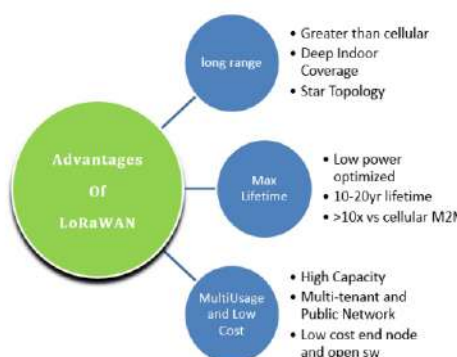 Advantages
Of
LoRaWAN
long range
• Greater than cellular
• Deep Indoor
Coverage
• Star Topology
Max
Lifetime
• Low power
optimized
• 10-20yr lifetime
• >10x vs cellular M2M
MultiUsage
and Low
Cost
• High Capacity
• Multi-tenant and
Public Network
• Low cost end node
and open sw